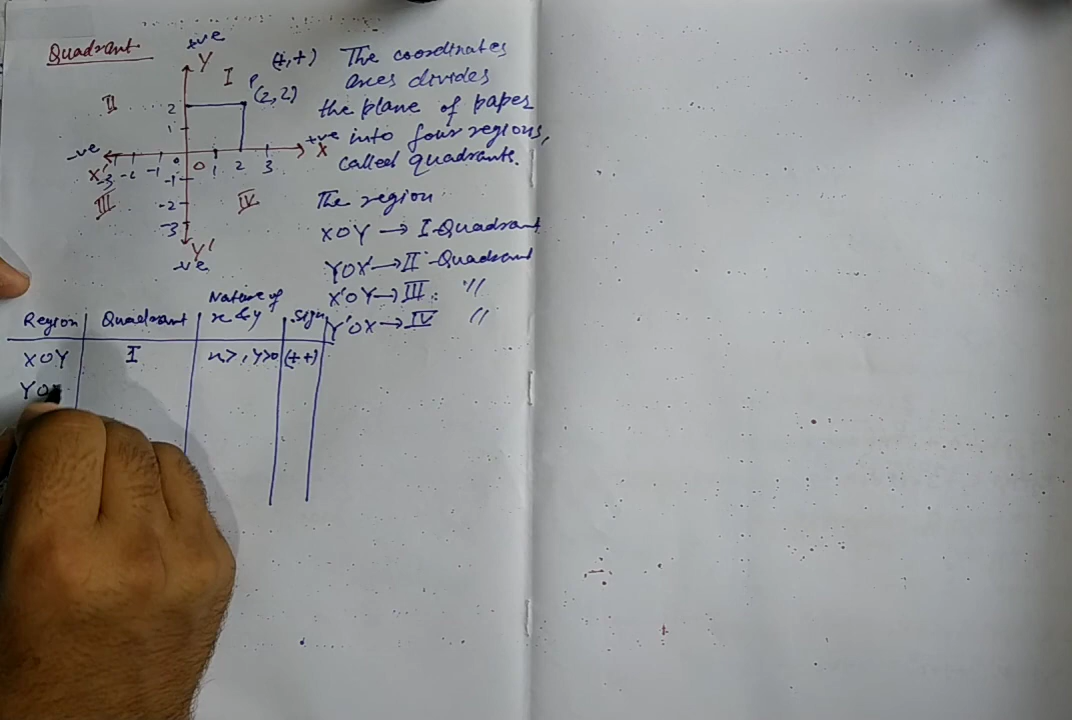 Quadrant
+ve
Y
I
(+,+)
P
(2,2)
II
2
1
-ve
+ve
X
X'
-3 -2 -1 0 O 1 2 3
-1
III
IV
-2
-3
Y'
-ve
The coordinates
axes divides
the plane of paper
into four regions,
called quadrants.
The region
XOY → I-Quadrant
YOX' → II-Quadrant
X'OY' → III "
Y'OX → IV "
Region Quadrant Nature of x & y Sign
XOY I x>, y>0 (+ +)
YO